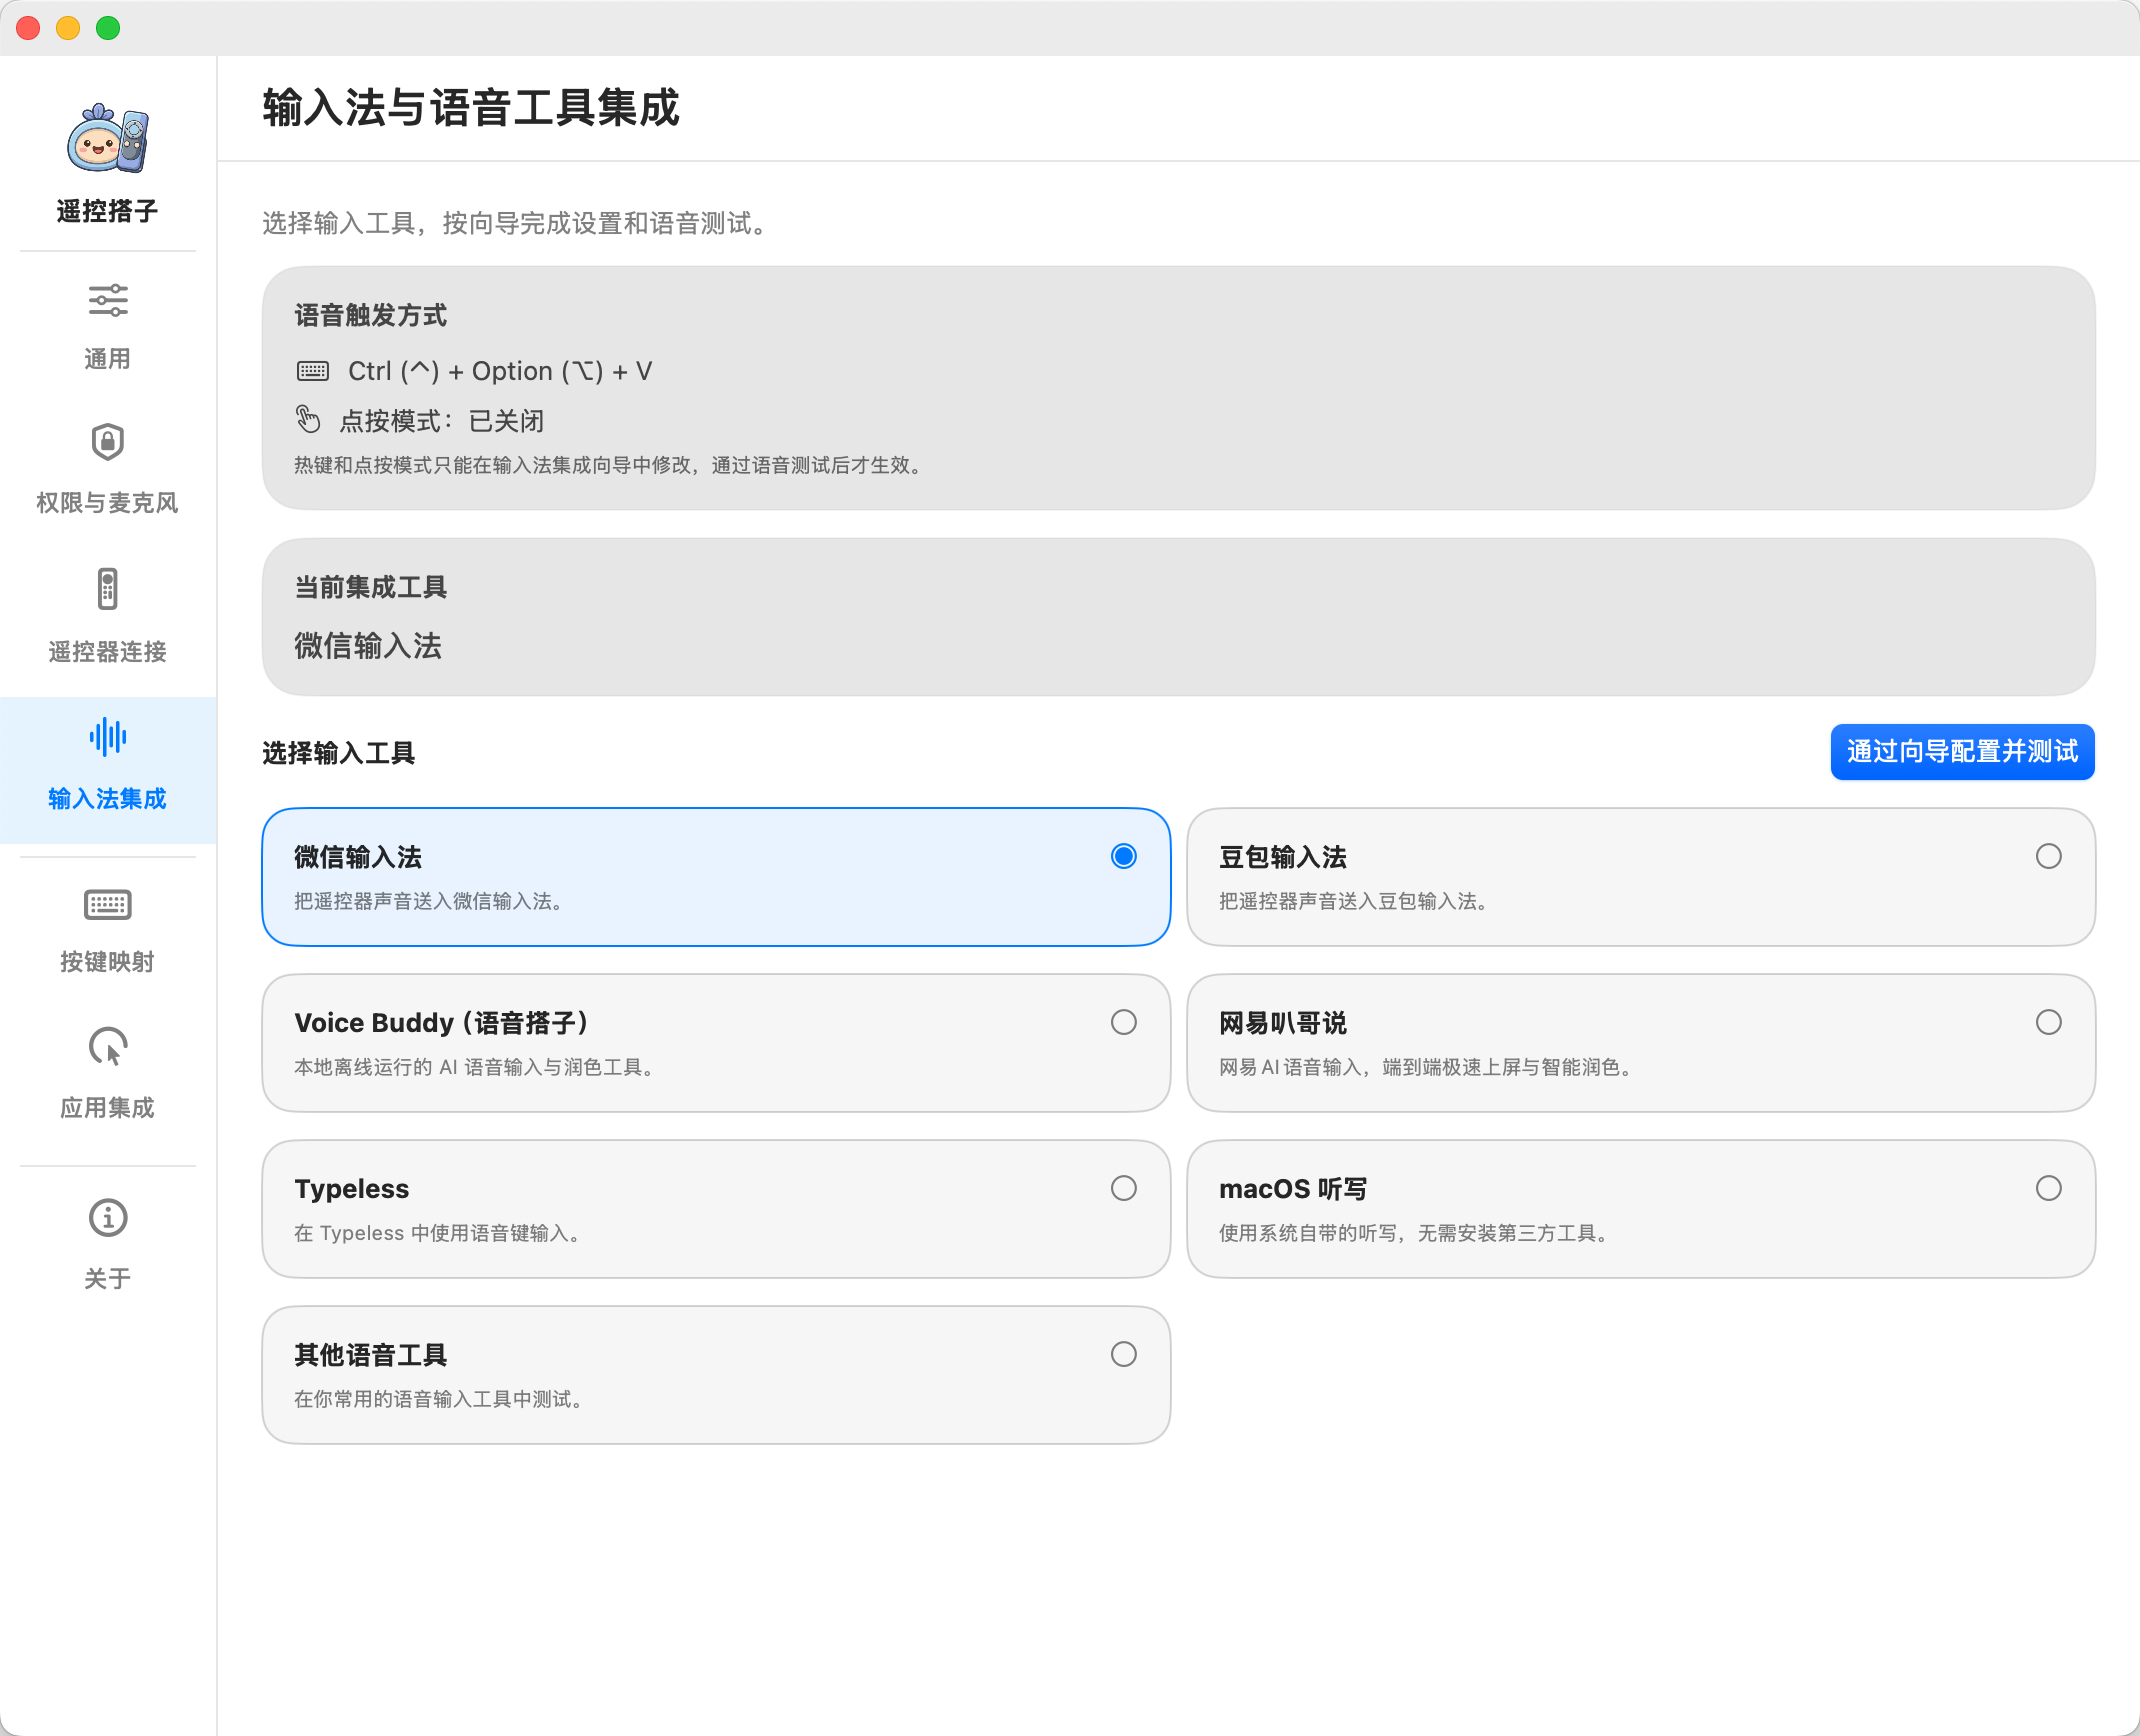 输入法与语音工具集成
遥控搭子
通用
权限与麦克风
遥控器连接
输入法集成
按键映射
应用集成
关于
选择输入工具，按向导完成设置和语音测试。
语音触发方式
Ctrl (^) + Option (⌥) + V
点按模式：已关闭
热键和点按模式只能在输入法集成向导中修改，通过语音测试后才生效。
当前集成工具
微信输入法
选择输入工具
通过向导配置并测试
微信输入法
把遥控器声音送入微信输入法。
豆包输入法
把遥控器声音送入豆包输入法。
Voice Buddy（语音搭子）
本地离线运行的 AI 语音输入与润色工具。
网易叭哥说
网易 AI 语音输入，端到端极速上屏与智能润色。
Typeless
在 Typeless 中使用语音键输入。
macOS 听写
使用系统自带的听写，无需安装第三方工具。
其他语音工具
在你常用的语音输入工具中测试。